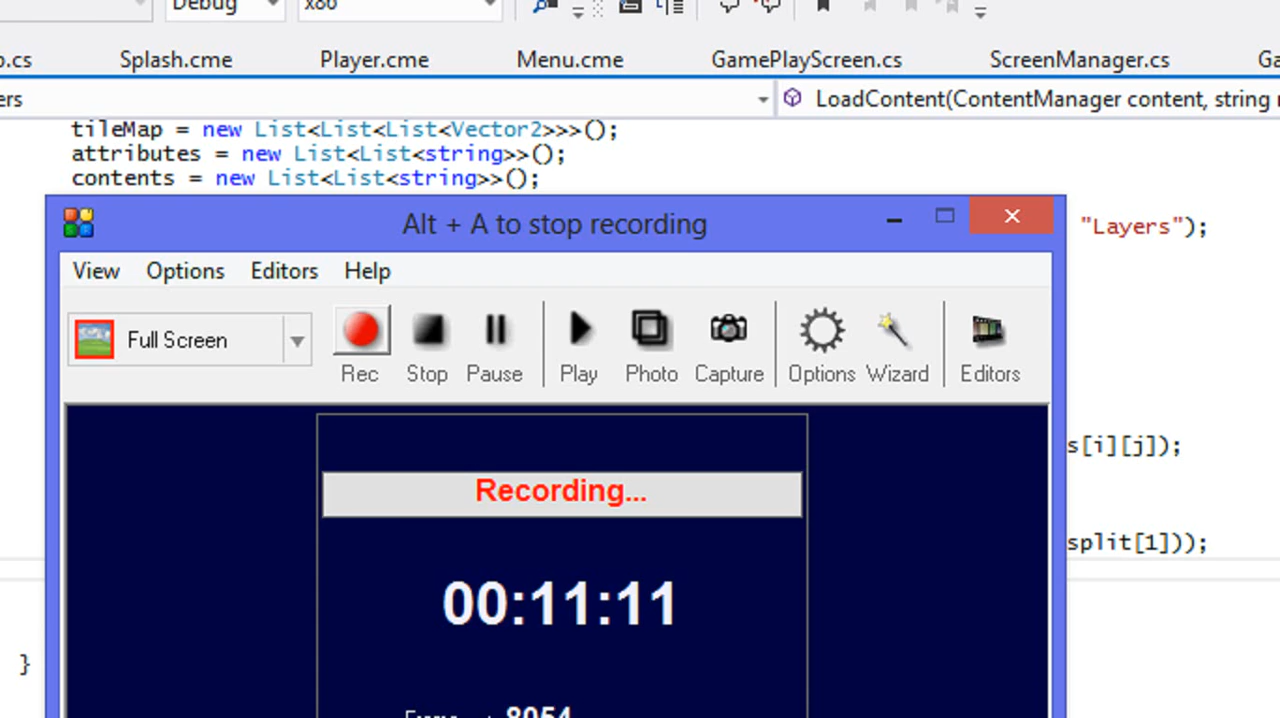 Debug x86
.cs Splash.cme Player.cme Menu.cme GamePlayScreen.cs ScreenManager.cs Ga
ers LoadContent(ContentManager content, string
tileMap = new List<List<List<Vector2>>>();
attributes = new List<List<string>>();
contents = new List<List<string>>();
"Layers");
Alt + A to stop recording
View Options Editors Help
Full Screen
Rec Stop Pause Play Photo Capture Options Wizard Editors
s[i][j]);
Recording...
split[1]));
00:11:11
}
8054